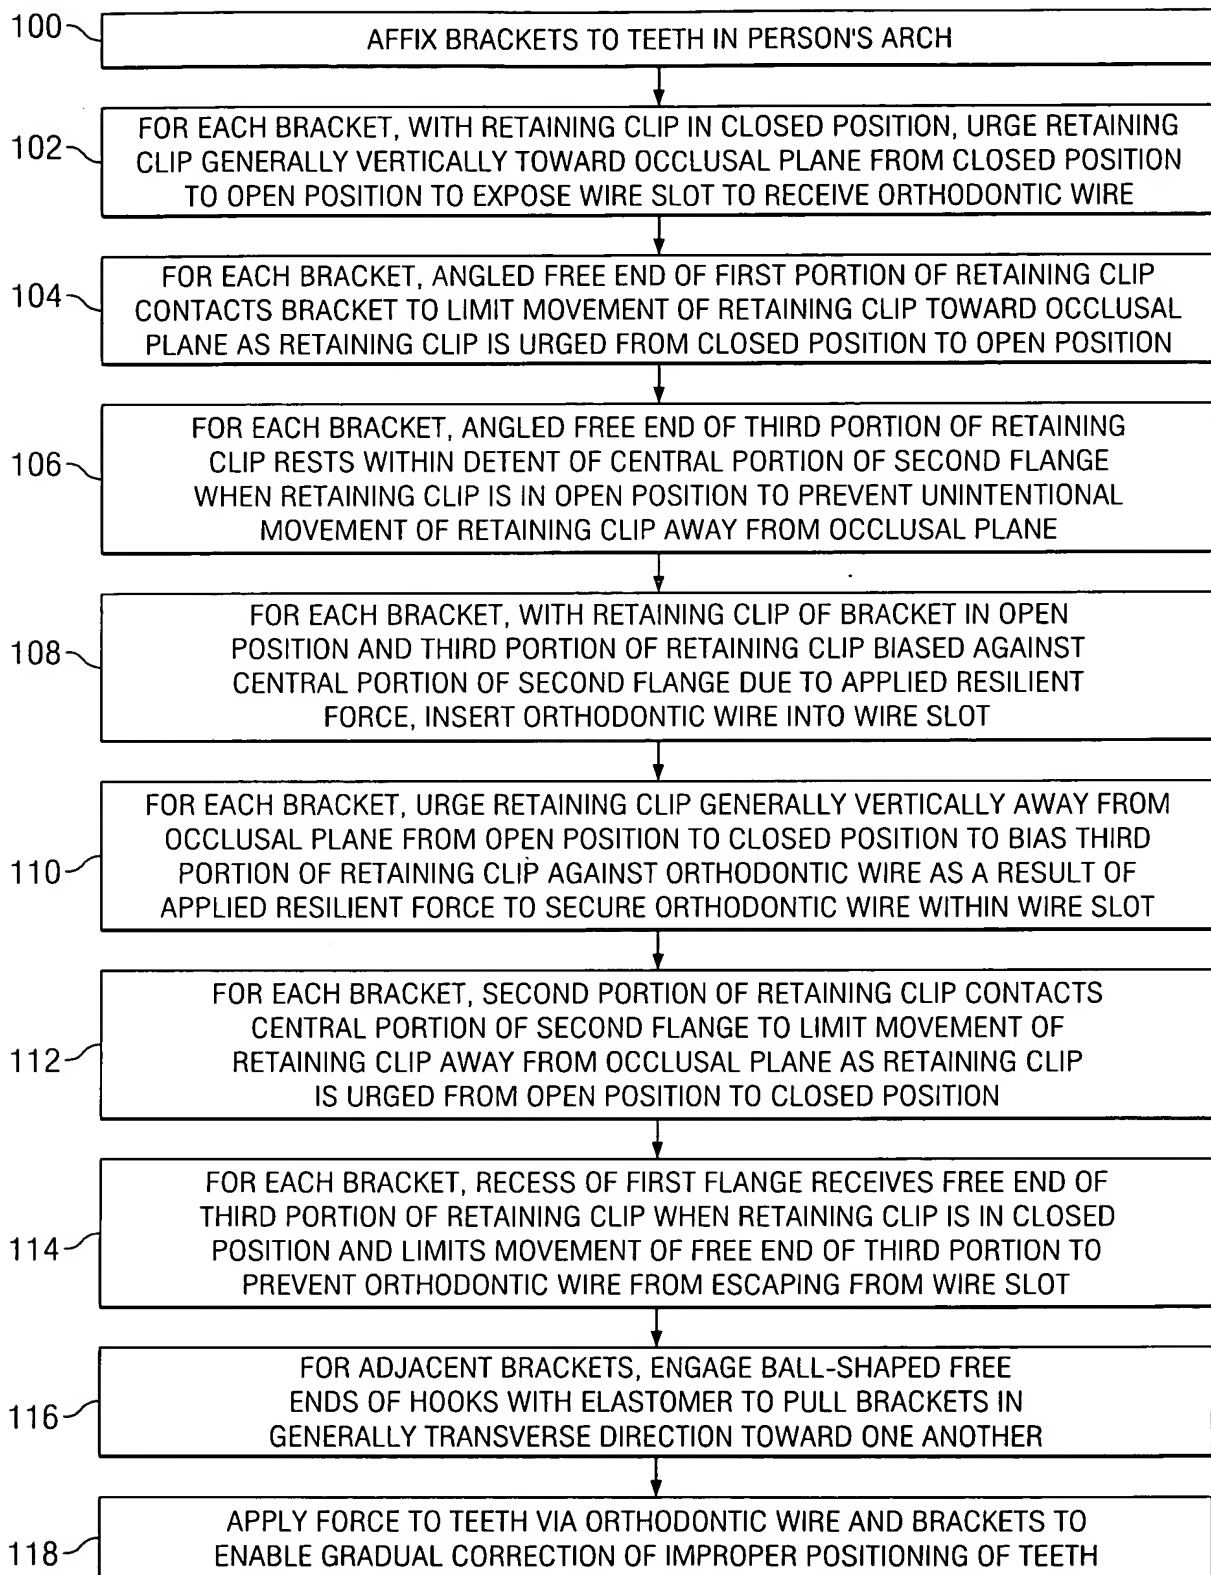 100
AFFIX BRACKETS TO TEETH IN PERSON'S ARCH
102
FOR EACH BRACKET, WITH RETAINING CLIP IN CLOSED POSITION, URGE RETAINING
CLIP GENERALLY VERTICALLY TOWARD OCCLUSAL PLANE FROM CLOSED POSITION
TO OPEN POSITION TO EXPOSE WIRE SLOT TO RECEIVE ORTHODONTIC WIRE
104
FOR EACH BRACKET, ANGLED FREE END OF FIRST PORTION OF RETAINING CLIP
CONTACTS BRACKET TO LIMIT MOVEMENT OF RETAINING CLIP TOWARD OCCLUSAL
PLANE AS RETAINING CLIP IS URGED FROM CLOSED POSITION TO OPEN POSITION
106
FOR EACH BRACKET, ANGLED FREE END OF THIRD PORTION OF RETAINING
CLIP RESTS WITHIN DETENT OF CENTRAL PORTION OF SECOND FLANGE
WHEN RETAINING CLIP IS IN OPEN POSITION TO PREVENT UNINTENTIONAL
MOVEMENT OF RETAINING CLIP AWAY FROM OCCLUSAL PLANE
108
FOR EACH BRACKET, WITH RETAINING CLIP OF BRACKET IN OPEN
POSITION AND THIRD PORTION OF RETAINING CLIP BIASED AGAINST
CENTRAL PORTION OF SECOND FLANGE DUE TO APPLIED RESILIENT
FORCE, INSERT ORTHODONTIC WIRE INTO WIRE SLOT
110
FOR EACH BRACKET, URGE RETAINING CLIP GENERALLY VERTICALLY AWAY FROM
OCCLUSAL PLANE FROM OPEN POSITION TO CLOSED POSITION TO BIAS THIRD
PORTION OF RETAINING CLIP AGAINST ORTHODONTIC WIRE AS A RESULT OF
APPLIED RESILIENT FORCE TO SECURE ORTHODONTIC WIRE WITHIN WIRE SLOT
112
FOR EACH BRACKET, SECOND PORTION OF RETAINING CLIP CONTACTS
CENTRAL PORTION OF SECOND FLANGE TO LIMIT MOVEMENT OF
RETAINING CLIP AWAY FROM OCCLUSAL PLANE AS RETAINING CLIP
IS URGED FROM OPEN POSITION TO CLOSED POSITION
114
FOR EACH BRACKET, RECESS OF FIRST FLANGE RECEIVES FREE END OF
THIRD PORTION OF RETAINING CLIP WHEN RETAINING CLIP IS IN CLOSED
POSITION AND LIMITS MOVEMENT OF FREE END OF THIRD PORTION TO
PREVENT ORTHODONTIC WIRE FROM ESCAPING FROM WIRE SLOT
116
FOR ADJACENT BRACKETS, ENGAGE BALL-SHAPED FREE
ENDS OF HOOKS WITH ELASTOMER TO PULL BRACKETS IN
GENERALLY TRANSVERSE DIRECTION TOWARD ONE ANOTHER
118
APPLY FORCE TO TEETH VIA ORTHODONTIC WIRE AND BRACKETS TO
ENABLE GRADUAL CORRECTION OF IMPROPER POSITIONING OF TEETH